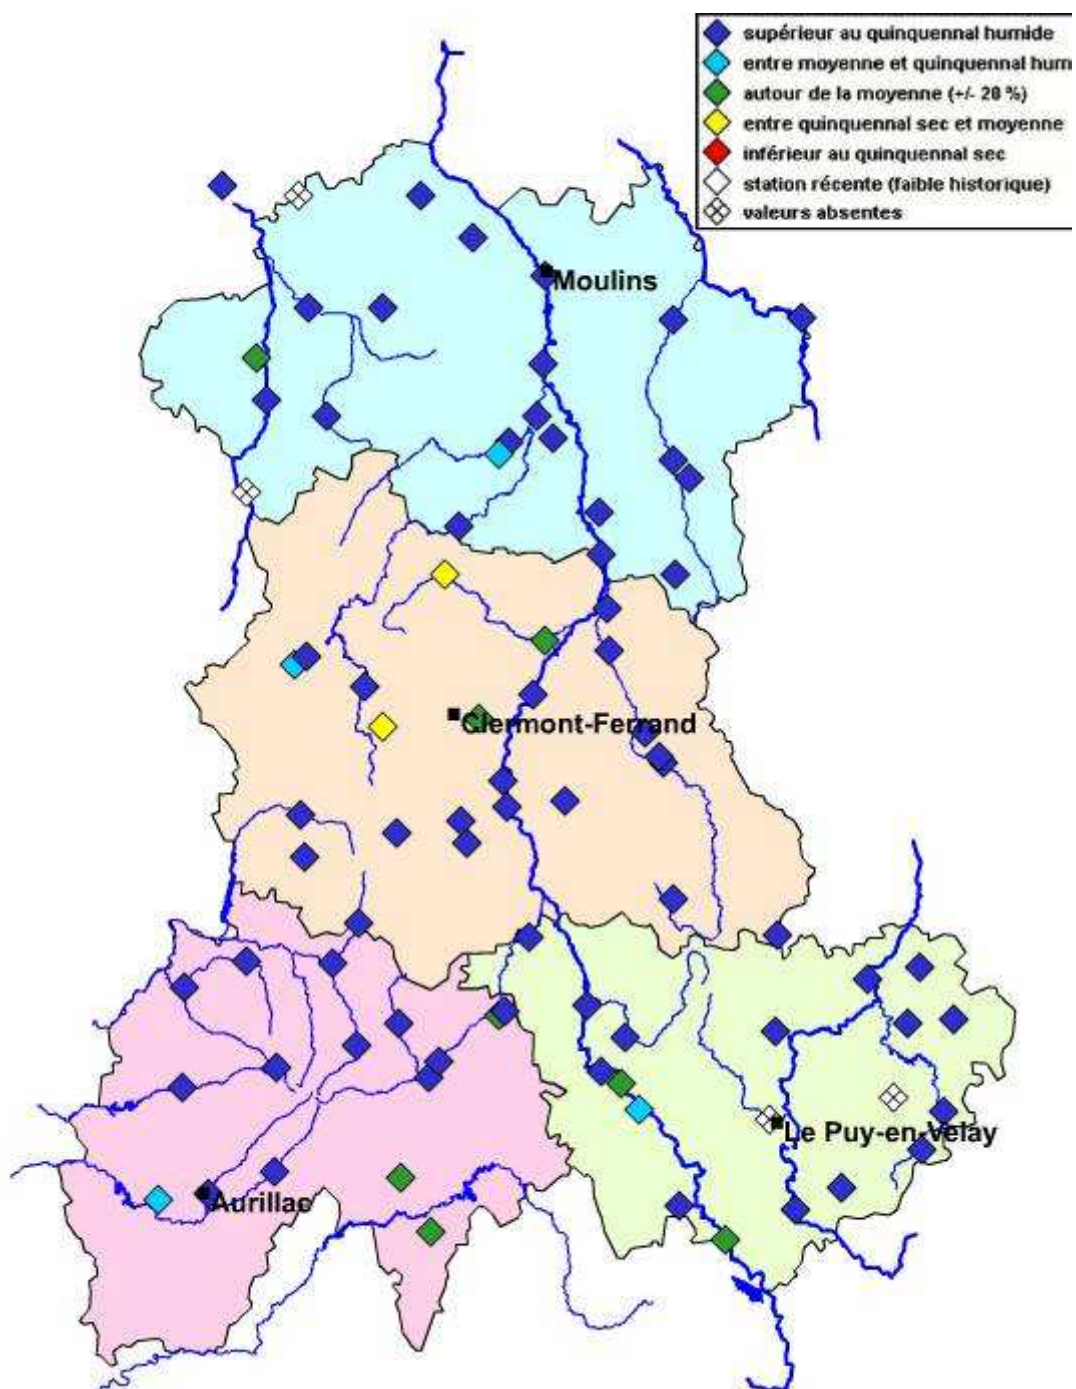 supérieur au quinquennal humide
entre moyenne et quinquennal hum
autour de la moyenne (+/- 20 %)
entre quinquennal sec et moyenne
inférieur au quinquennal sec
station récente (faible historique)
valeurs absentes
Moulins
Clermont-Ferrand
Le Puy-en-Velay
Aurillac